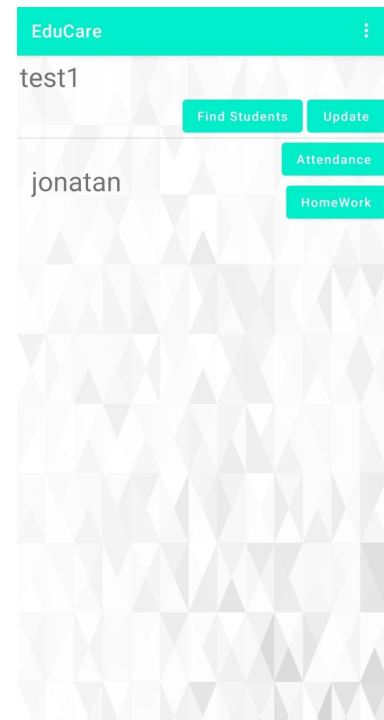 EduCare
test1
Find Students Update
Attendance
jonatan
HomeWork